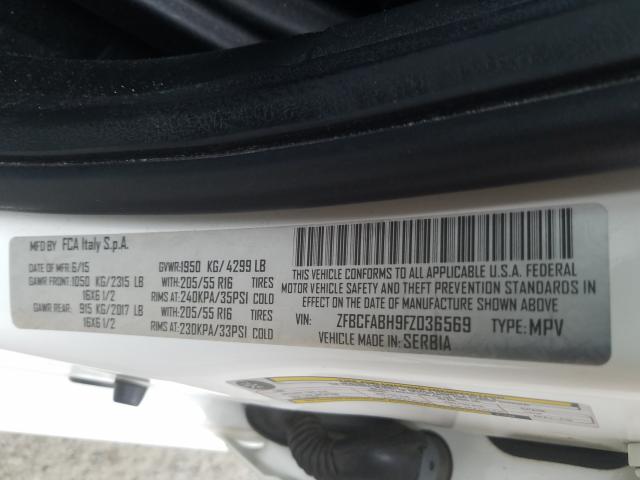 MFD BY FCA Italy S.p.A.
DATE OF MFG 6/15 GVWR: 1950 KG/ 4299 LB
GAWR FRONT: 1050 KG/2315 LB WITH: 205/55 R16 TIRES
16X6 1/2 RIMS AT: 240KPA/35PSI COLD
GAWR REAR: 915 KG/2017 LB WITH: 205/55 R16 TIRES
16X6 1/2 RIMS AT: 230KPA/33PSI COLD
THIS VEHICLE CONFORMS TO ALL APPLICABLE U.S.A. FEDERAL
MOTOR VEHICLE SAFETY AND THEFT PREVENTION
STANDARDS IN EFFECT ON THE DATE OF MANUFACTURE SHOWN ABOVE
VIN: ZFBCFABH9FZ036569 TYPE: MPV
VEHICLE MADE IN SERBIA